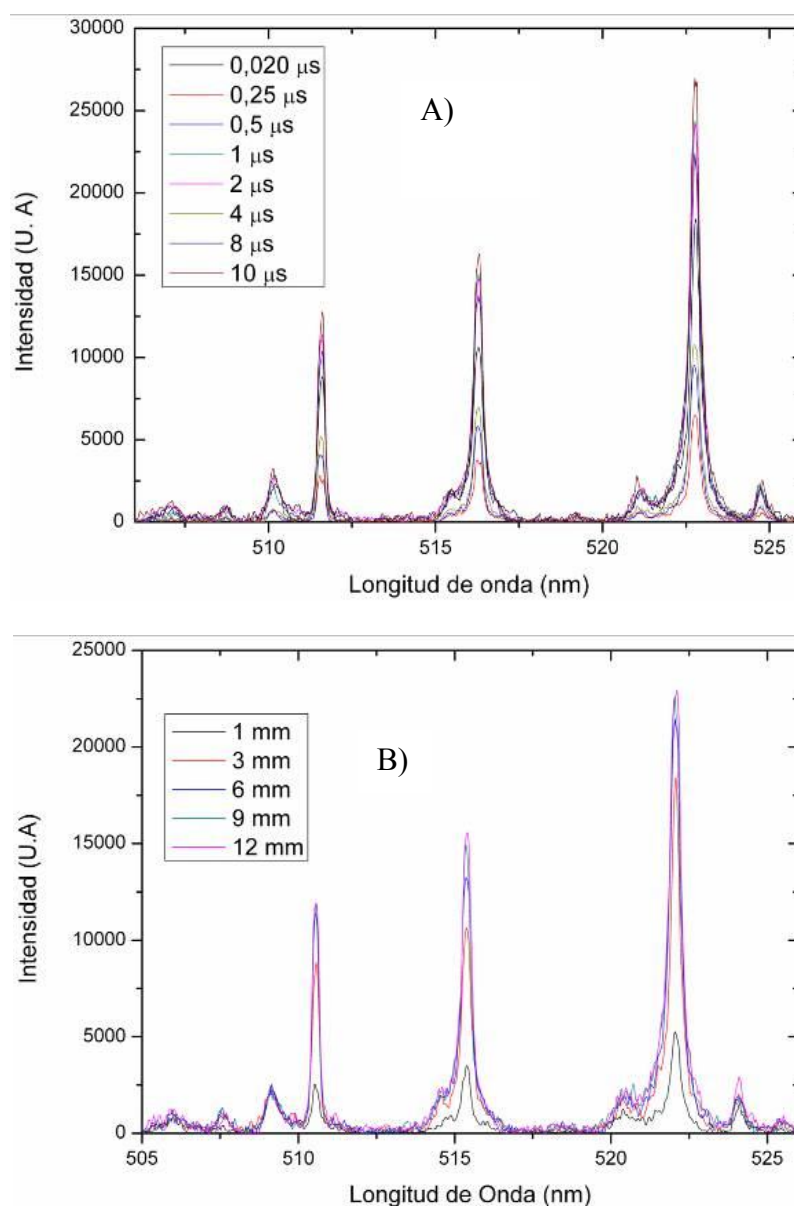 30000
25000
20000
15000
10000
5000
0
Intensidad (U. A)
0,020 μs
0,25 μs
0,5 μs
1 μs
2 μs
4 μs
8 μs
10 μs
A)
510 515 520 525
Longitud de onda (nm)
25000
20000
15000
10000
5000
0
Intensidad (U.A)
1 mm
3 mm
6 mm
9 mm
12 mm
B)
505 510 515 520 525
Longitud de Onda (nm)